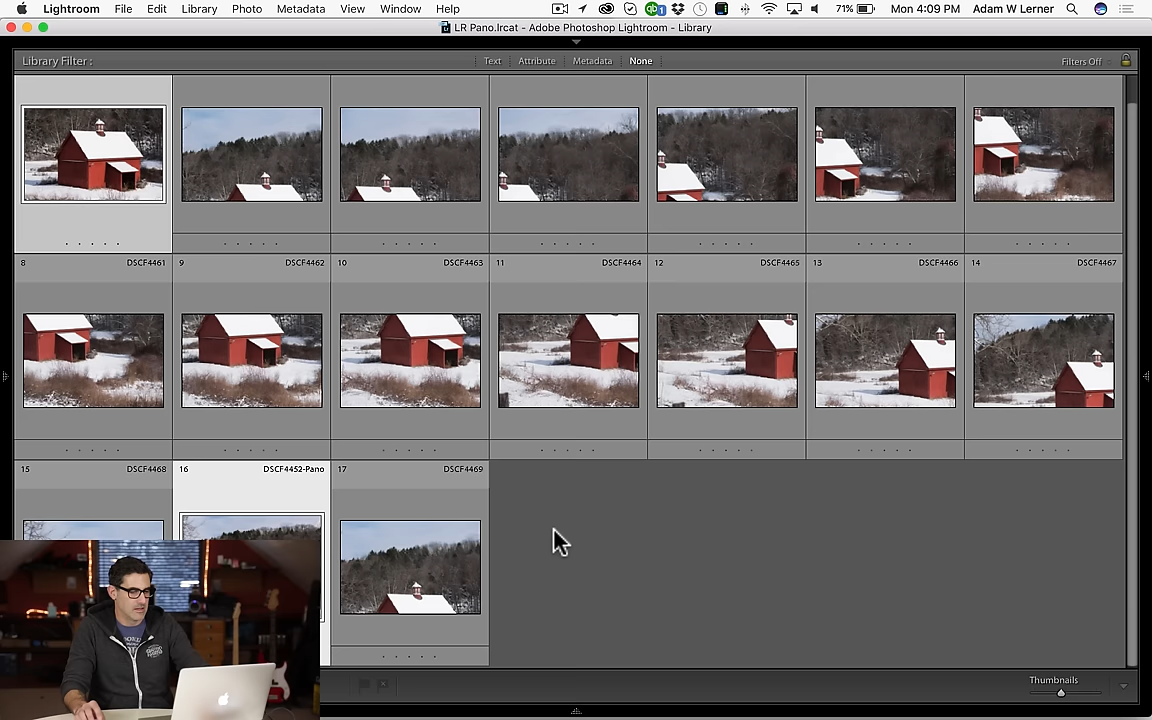 Lightroom File Edit Library Photo Metadata View Window Help 1 71% Mon 4:09 PM Adam W Lerner
LR Pano.lrcat - Adobe Photoshop Lightroom - Library
Library Filter : Text Attribute Metadata None Filters Off
8 DSCF4461 9 DSCF4462 10 DSCF4463 11 DSCF4464 12 DSCF4465 13 DSCF4466 14 DSCF4467
15 DSCF4468 16 DSCF4452-Pano 17 DSCF4469
Thumbnails